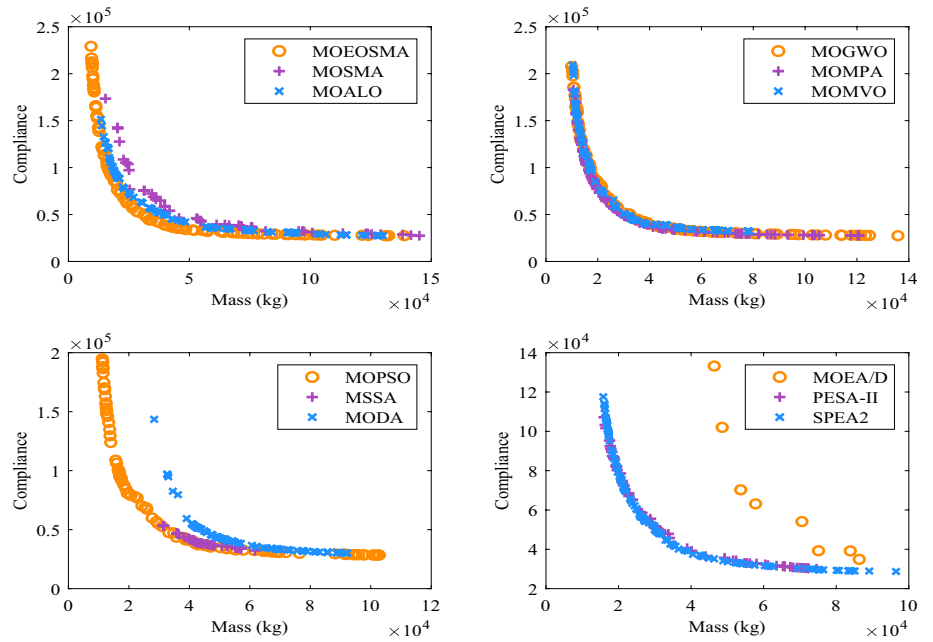 ×10^5
2.5
2
1.5
1
0.5
0
Compliance
MOEOSMA
MOSMA
MOALO
0 5 10 15
Mass (kg)
×10^4
×10^5
2.5
2
1.5
1
0.5
0
Compliance
MOGWO
MOMPA
MOMVO
0 2 4 6 8 10 12 14
Mass (kg)
×10^4
×10^5
2
1.5
1
0.5
0
Compliance
MOPSO
MSSA
MODA
0 2 4 6 8 10 12
Mass (kg)
×10^4
×10^4
14
12
10
8
6
4
2
Compliance
MOEA/D
PESA-II
SPEA2
0 2 4 6 8 10
Mass (kg)
×10^4